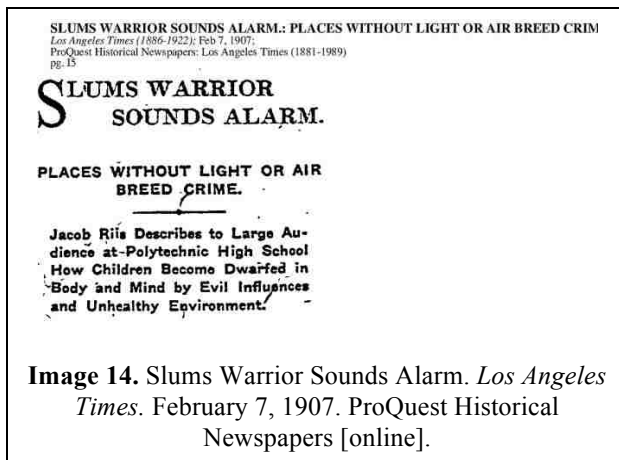 SLUMS WARRIOR SOUNDS ALARM.: PLACES WITHOUT LIGHT OR AIR BREED CRIM
Los Angeles Times (1886-1922); Feb 7, 1907;
ProQuest Historical Newspapers: Los Angeles Times (1881-1989)
pg. 15
SLUMS WARRIOR
SOUNDS ALARM.
PLACES WITHOUT LIGHT OR AIR
BREED CRIME.
Jacob Riis Describes to Large Au-
dience at Polytechnic High School
How Children Become Dwarfed in
Body and Mind by Evil Influences
and Unhealthy Environment.
Image 14. Slums Warrior Sounds Alarm. Los Angeles
Times. February 7, 1907. ProQuest Historical
Newspapers [online].